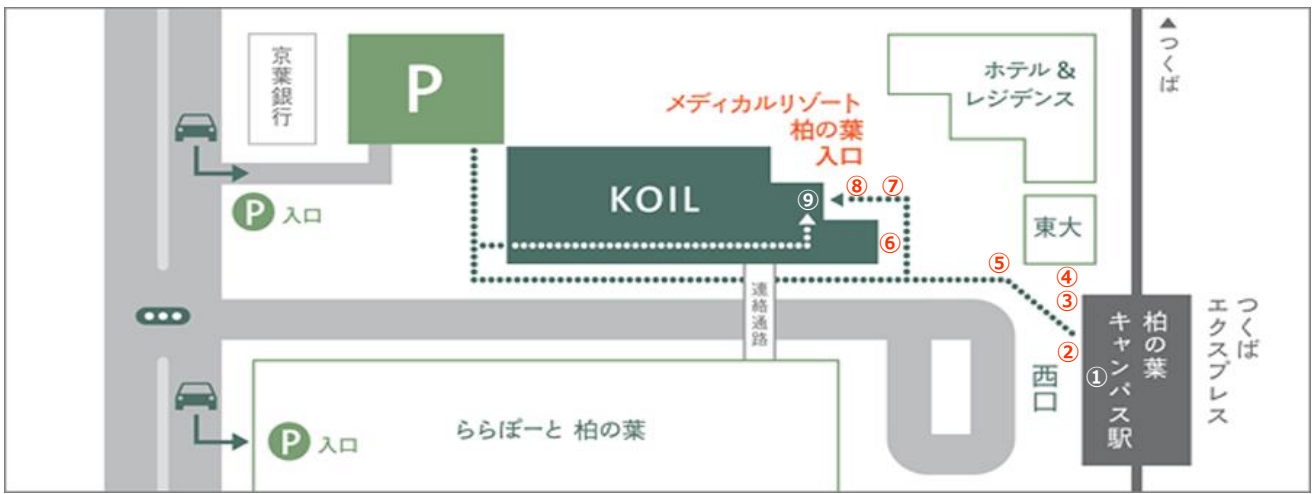 京葉銀行
P
メディカルリゾート
柏の葉
入口
ホテル &
レジデンス
▲つくば
KOIL
⑨
⑧
⑦
⑥
P 入口
東大
⑤
④
③
②
①
連絡通路
西口
柏の葉
キャンパス駅
つくば
エクスプレス
P 入口
ららぽーと 柏の葉